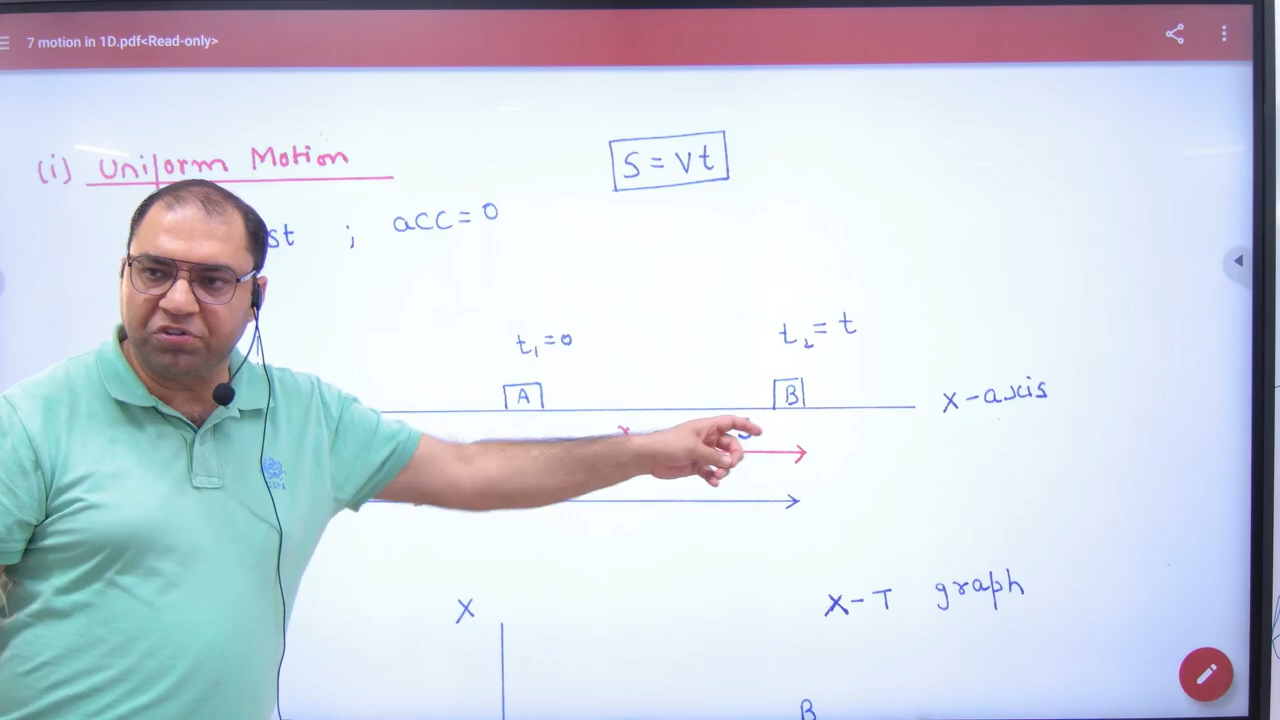 7 motion in 1D.pdf<Read-only>
(i) Uniform Motion
S = vt
st ; acc = 0
t₁ = 0
t₂ = t
A
B
X-axis
X-T graph
X
B